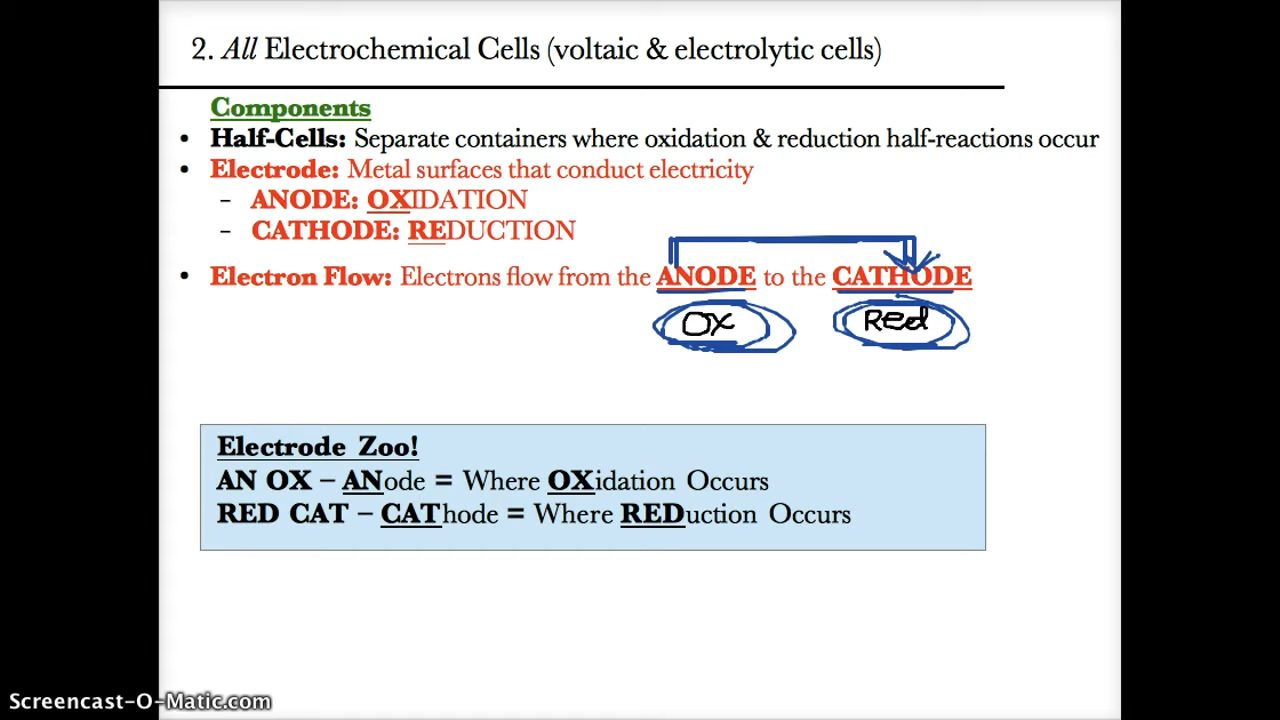 2. All Electrochemical Cells (voltaic & electrolytic cells)
Components
• Half-Cells: Separate containers where oxidation & reduction half-reactions occur
• Electrode: Metal surfaces that conduct electricity
– ANODE: OXIDATION
– CATHODE: REDUCTION
• Electron Flow: Electrons flow from the ANODE to the CATHODE
Ox Red
Electrode Zoo!
AN OX – ANode = Where OXidation Occurs
RED CAT – CAThode = Where REDuction Occurs
Screencast-O-Matic.com